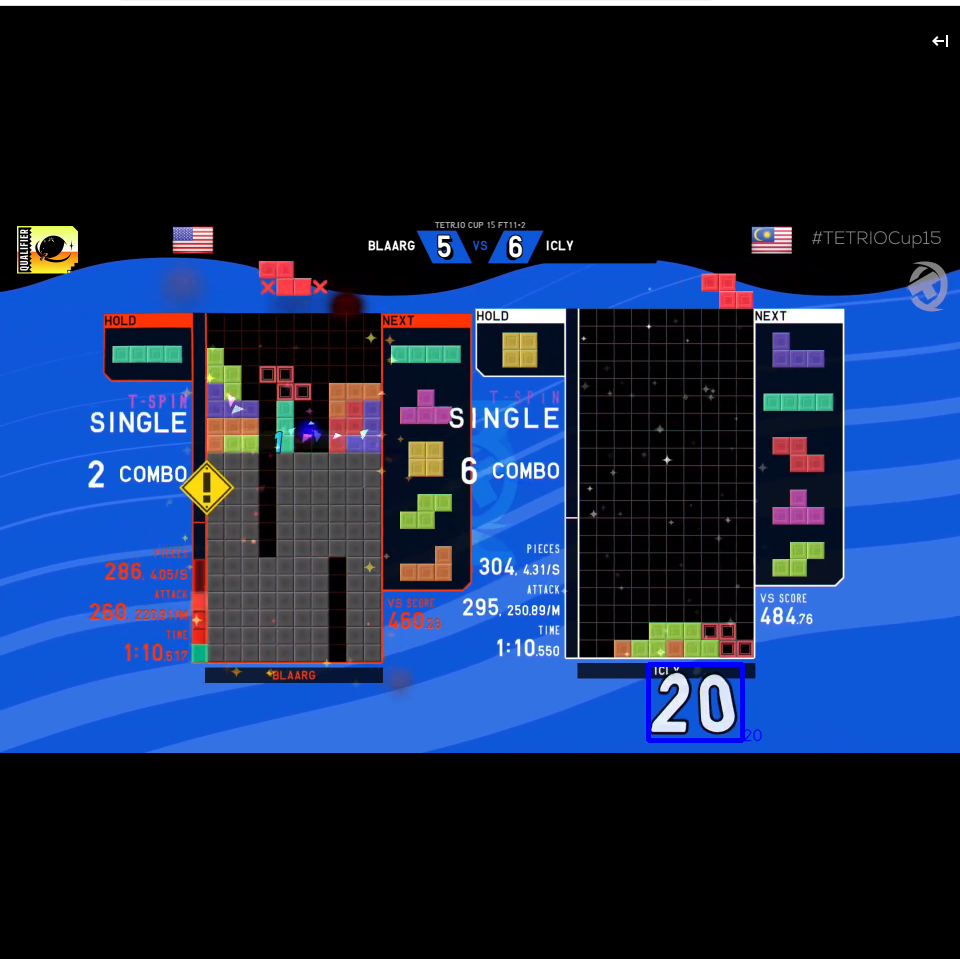 TETR.IO CUP 15 FT11-2
QUALIFIER
BLAARG 5 VS 6 ICLY
#TETRIOCup15
HOLD
NEXT
T-SPIN
SINGLE
2 COMBO
!
1
PIECES
286, 4.05/S
ATTACK
260, 220.91/M
TIME
1:10.517
VS SCORE
460.23
BLAARG
HOLD
NEXT
T-SPIN
SINGLE
6 COMBO
PIECES
304, 4.31/S
ATTACK
295, 250.89/M
TIME
1:10.550
VS SCORE
484.76
ICLY
20
20